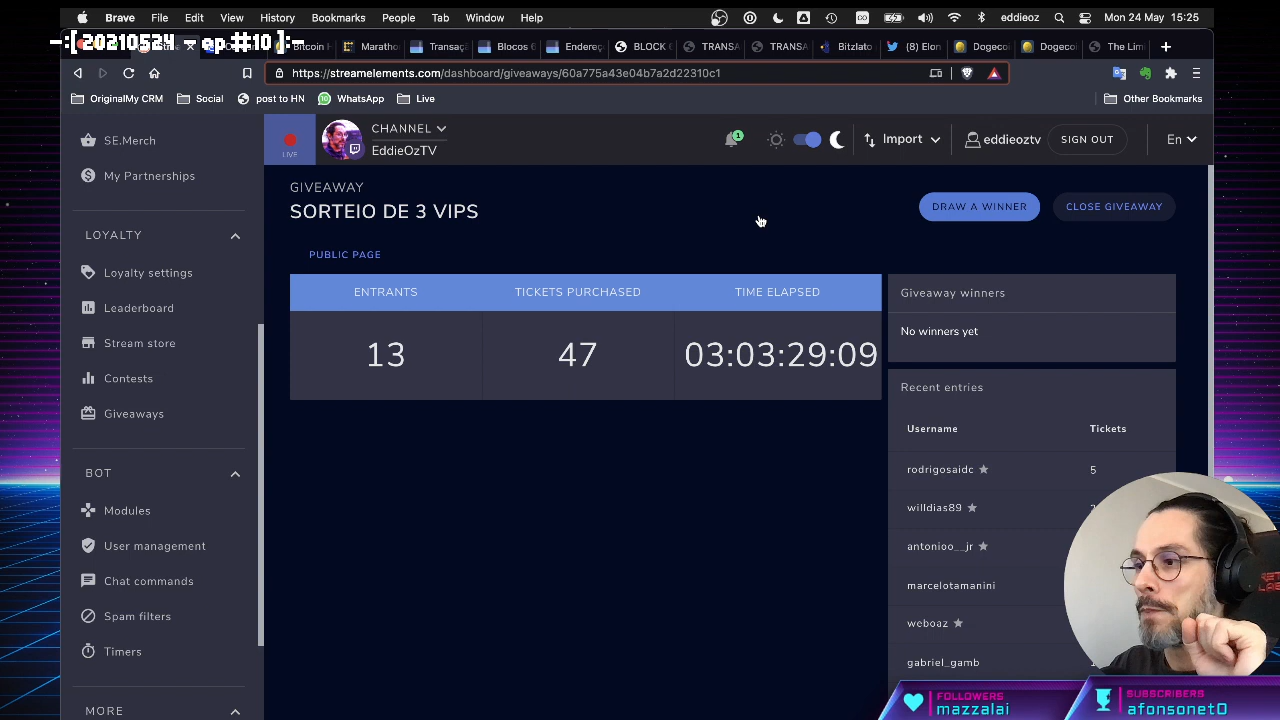 Brave File Edit View History Bookmarks People Tab Window Help eddieoz Mon 24 May 15:25
-:[ 20210524 - ep #10 ]:-
Bitcoin H Maratho Transaç Blocos Endereç BLOCK TRANSA TRANSA Bitzlato (8) Elon Dogeco Dogec The Lim
https://streamelements.com/dashboard/giveaways/60a775a43e04b7a2d22310c1
OriginalMy CRM Social post to HN WhatsApp Live Other Bookmarks
SE.Merch
My Partnerships
LOYALTY
Loyalty settings
Leaderboard
Stream store
Contests
Giveaways
BOT
Modules
User management
Chat commands
Spam filters
Timers
MORE
LIVE
CHANNEL
EddieOzTV
1
Import
eddieoztv
SIGN OUT
En
GIVEAWAY
SORTEIO DE 3 VIPS
DRAW A WINNER
CLOSE GIVEAWAY
PUBLIC PAGE
ENTRANTS TICKETS PURCHASED TIME ELAPSED
13 47 03:03:29:09
Giveaway winners
No winners yet
Recent entries
Username Tickets
rodrigosaidc 5
willdias89
antonioo__jr
marcelotamanini
weboaz
gabriel_gamb
FOLLOWERS
mazzalai
SUBSCRIBERS
afonsonet0